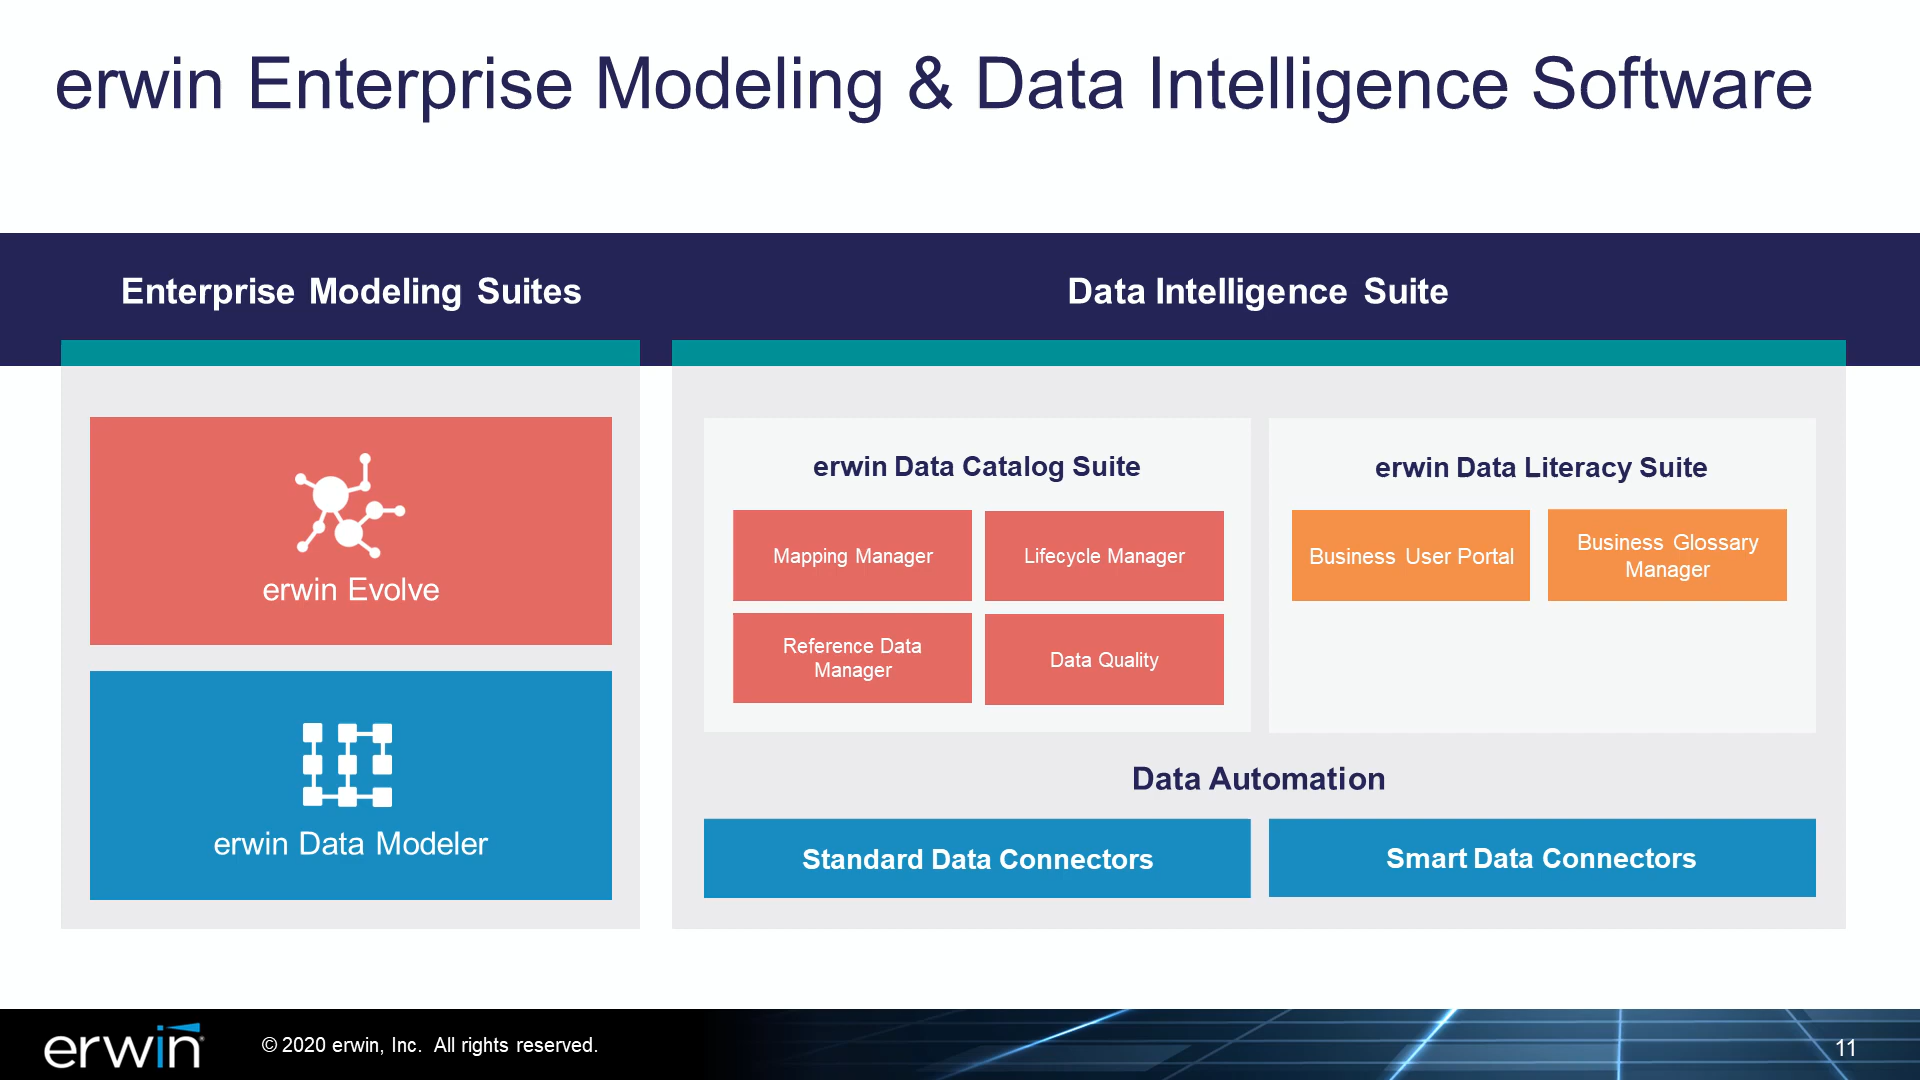 erwin Enterprise Modeling & Data Intelligence Software
Enterprise Modeling Suites
Data Intelligence Suite
erwin Evolve
erwin Data Modeler
erwin Data Catalog Suite
Mapping Manager
Lifecycle Manager
Reference Data
Manager
Data Quality
erwin Data Literacy Suite
Business User Portal
Business Glossary
Manager
Data Automation
Standard Data Connectors
Smart Data Connectors
erwin
© 2020 erwin, Inc. All rights reserved.
11